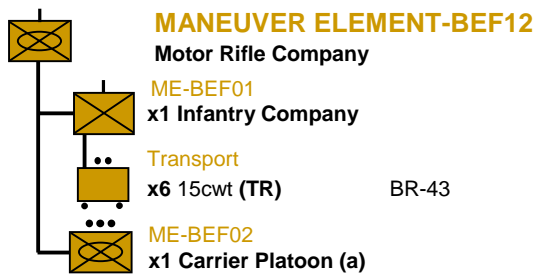 MANEUVER ELEMENT-BEF12
Motor Rifle Company
ME-BEF01
x1 Infantry Company
Transport
x6 15cwt (TR) BR-43
ME-BEF02
x1 Carrier Platoon (a)